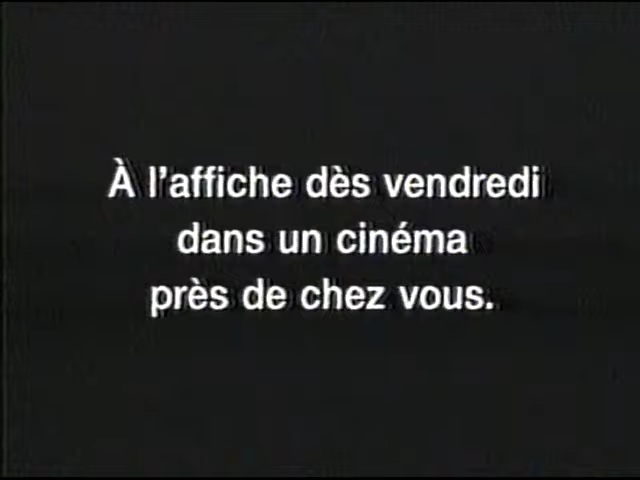 À l'affiche dès vendredi
dans un cinéma
près de chez vous.